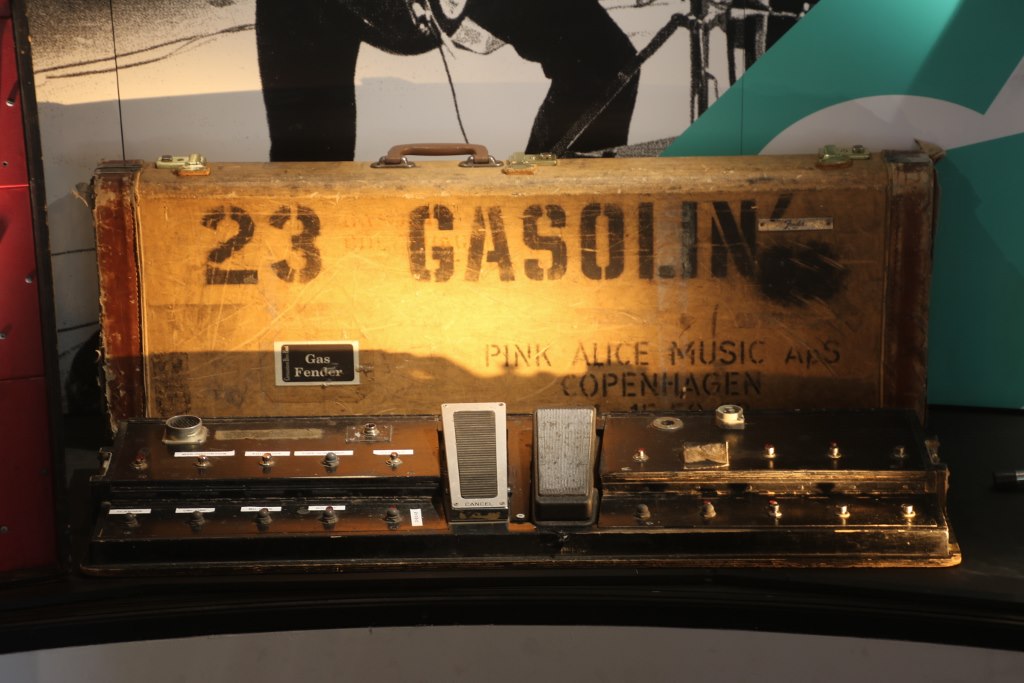 23 GASOLIN'
Gas
Fender
PINK ALICE MUSIC ApS
COPENHAGEN
CANCEL